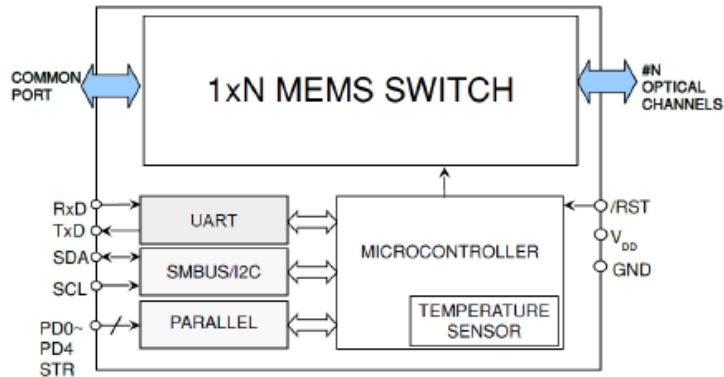 COMMON
PORT
1xN MEMS SWITCH
#N
OPTICAL
CHANNELS
RxD
TxD
SDA
SCL
PD0~
PD4
STR
UART
SMBUS/I2C
PARALLEL
MICROCONTROLLER
TEMPERATURE
SENSOR
/RST
VDD
GND